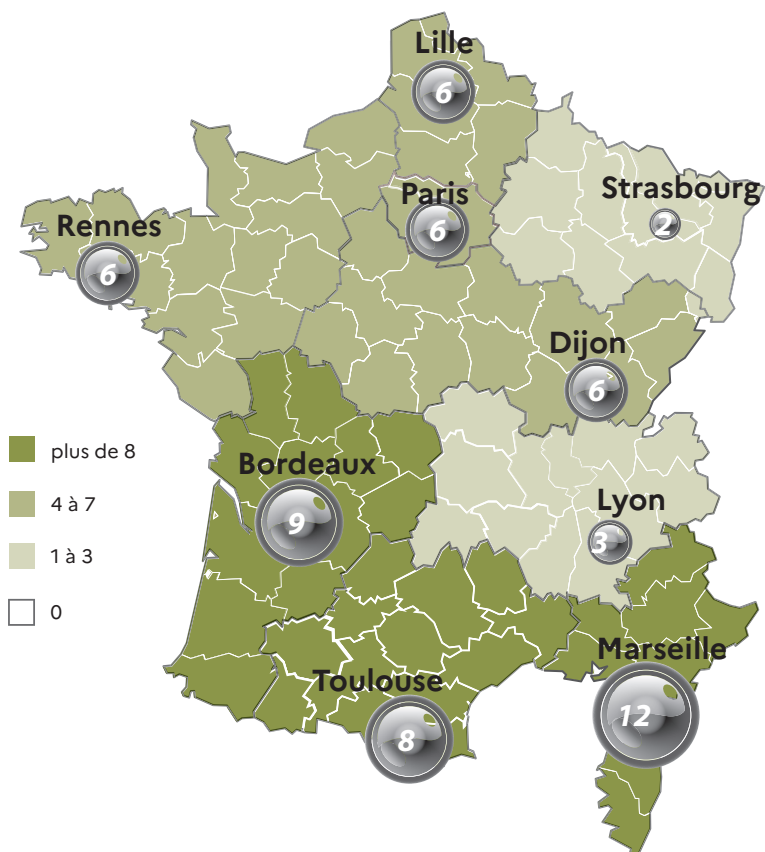 Lille
6
Paris
6
Strasbourg
2
Rennes
6
Dijon
6
plus de 8
4 à 7
1 à 3
0
Bordeaux
9
Lyon
3
Toulouse
8
Marseille
12